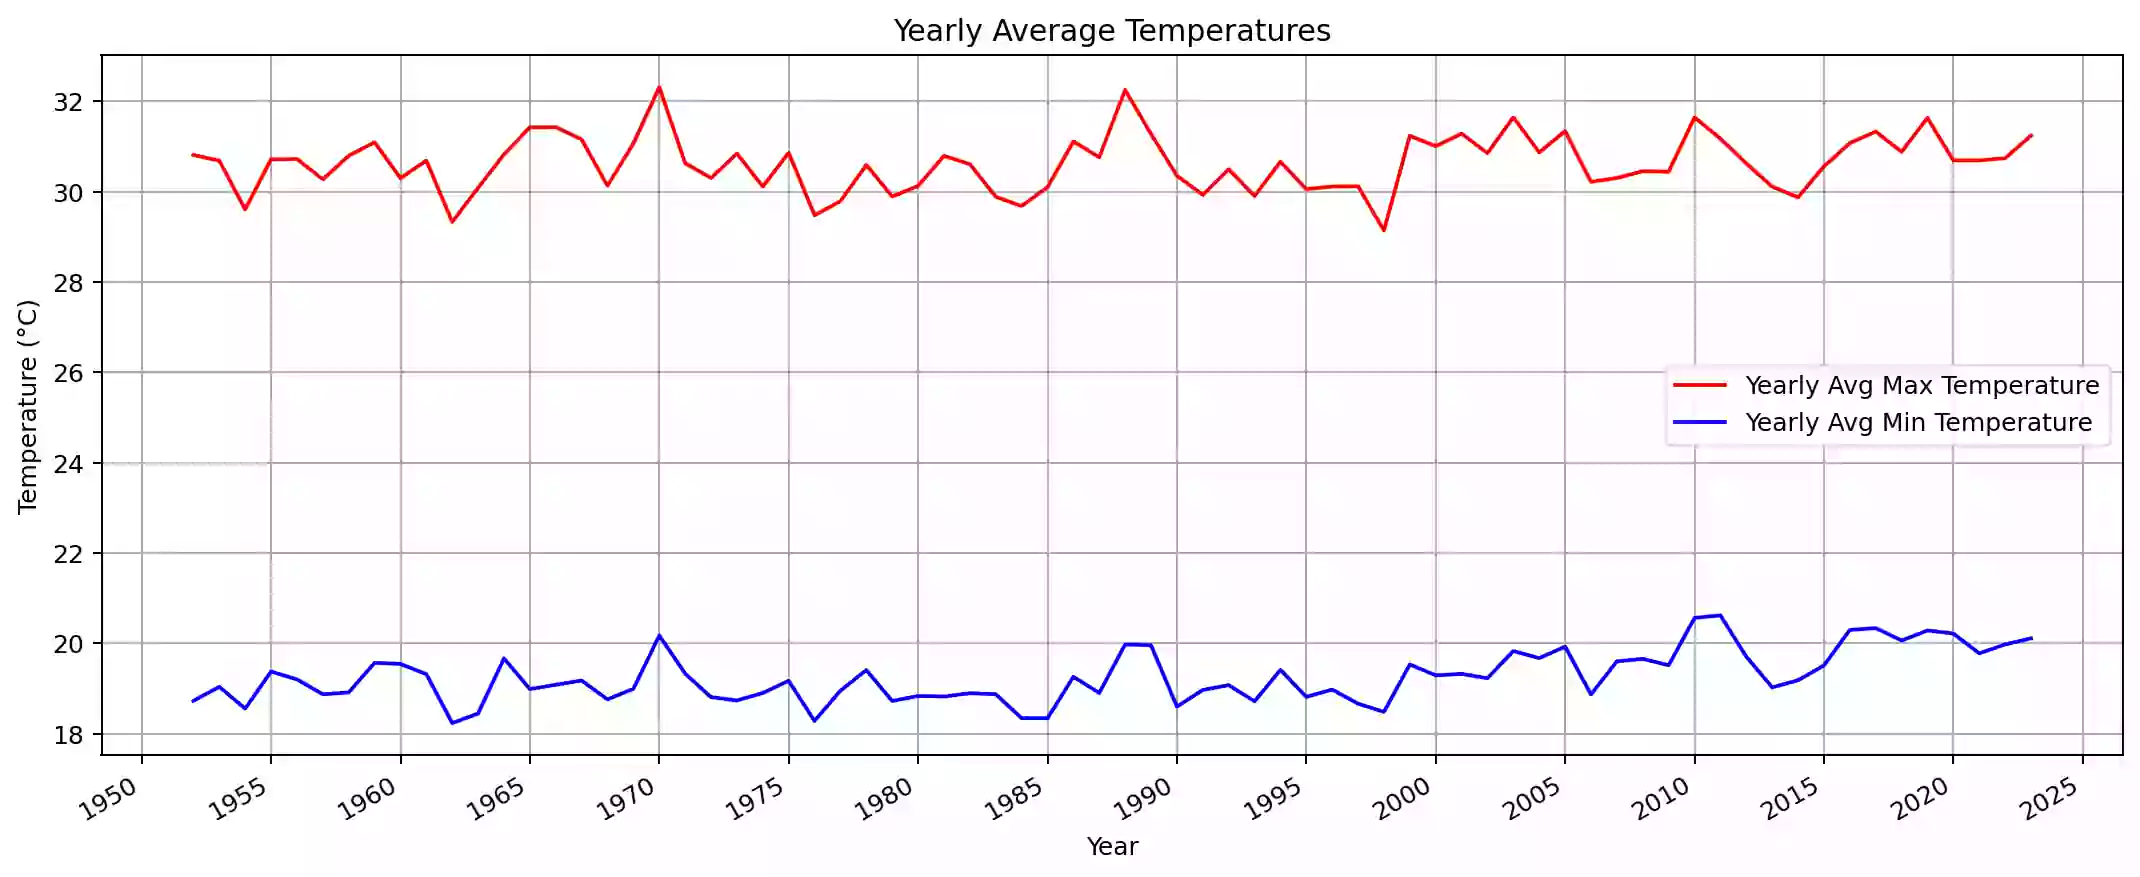 Yearly Average Temperatures
32
30
28
26
24
22
20
18
Temperature (°C)
Yearly Avg Max Temperature
Yearly Avg Min Temperature
1950 1955 1960 1965 1970 1975 1980 1985 1990 1995 2000 2005 2010 2015 2020 2025
Year